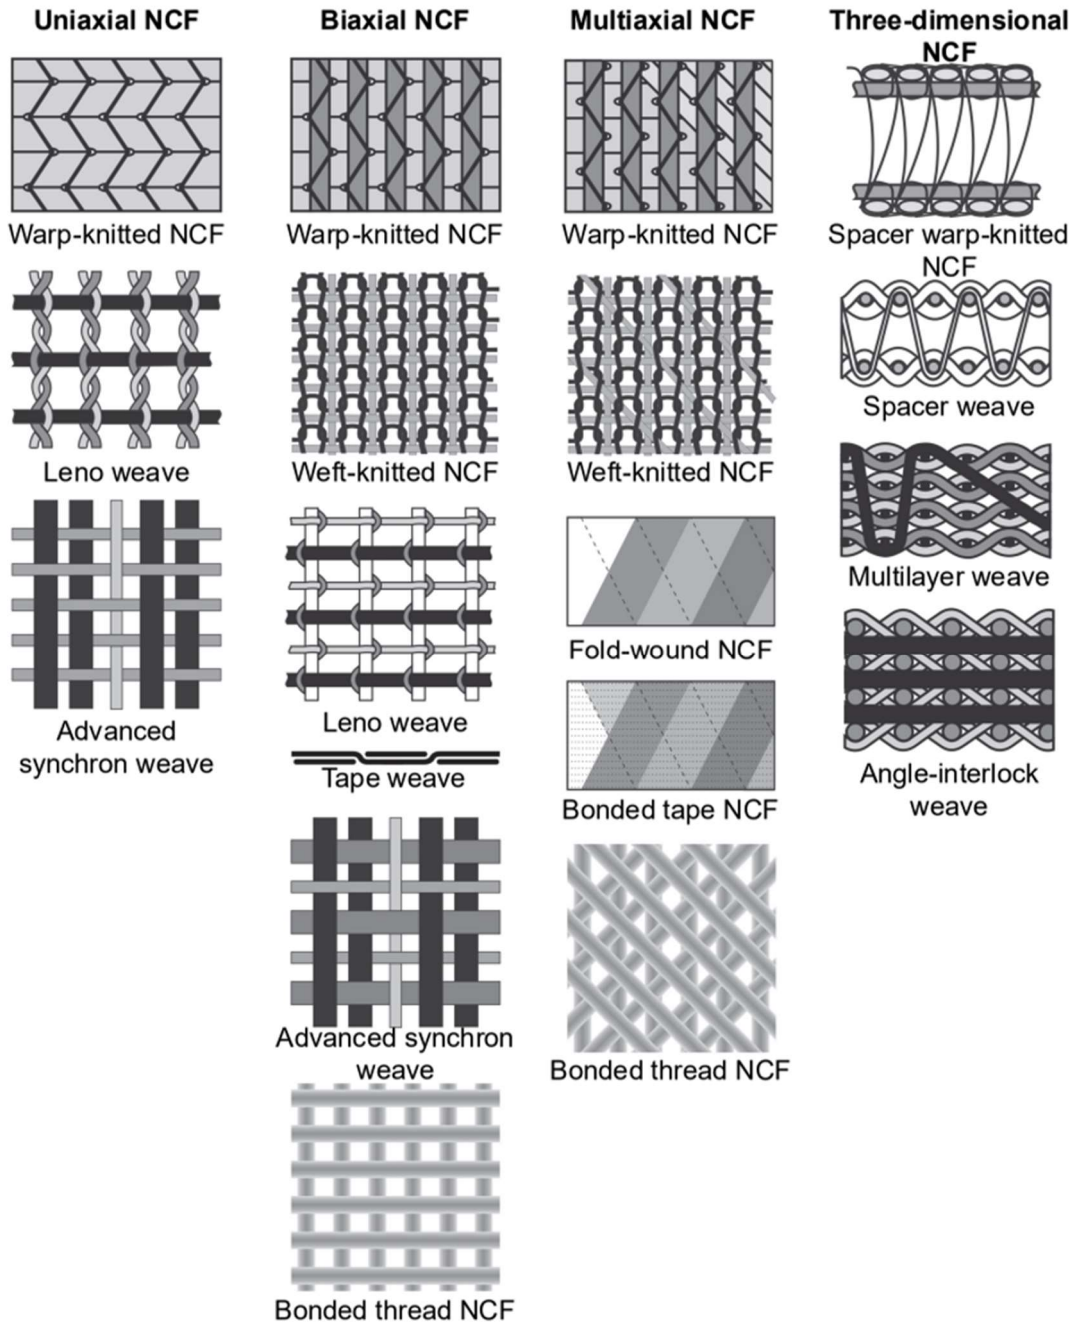 Uniaxial NCF
Warp-knitted NCF
Leno weave
Advanced
synchron weave
Biaxial NCF
Warp-knitted NCF
Weft-knitted NCF
Leno weave
Tape weave
Advanced synchron
weave
Bonded thread NCF
Multiaxial NCF
Warp-knitted NCF
Weft-knitted NCF
Fold-wound NCF
Bonded tape NCF
Bonded thread NCF
Three-dimensional
NCF
Spacer warp-knitted
NCF
Spacer weave
Multilayer weave
Angle-interlock
weave